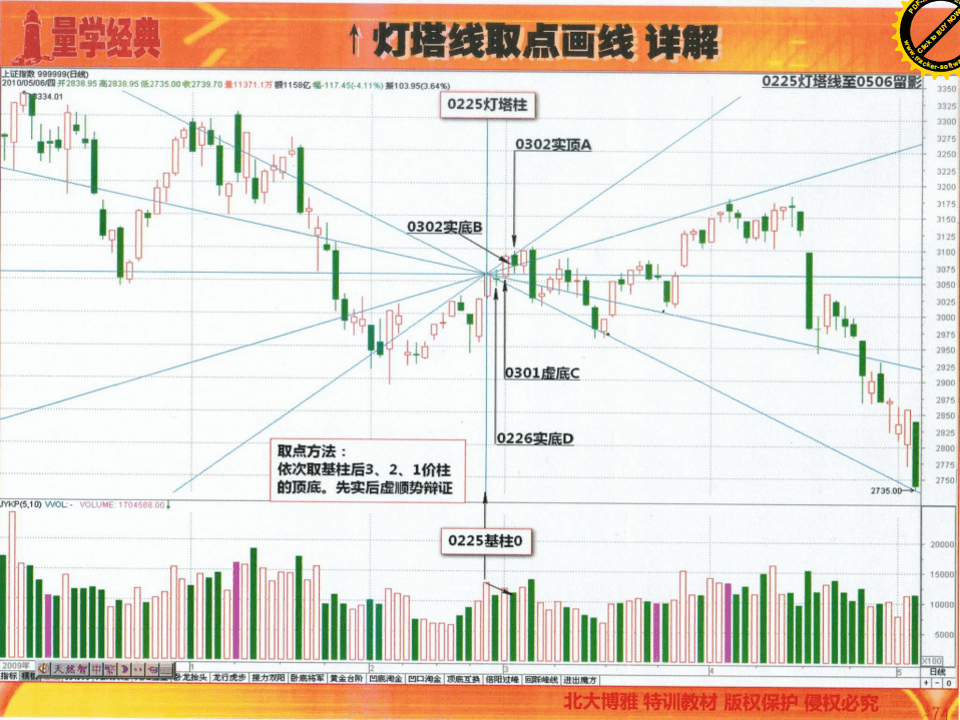 量学经典
↑灯塔线取点画线 详解
PDF-
Click to BUY NOW
www.tracker-softw
上证指数 999999(日线)
2010/05/06/四 开2838.95 高2838.95 低2735.00 收2739.70 量11371.1万 额1158亿 幅-117.45(-4.11%) 振103.95(3.64%)
0225灯塔线至0506留影
3334.01
0225灯塔柱
0302实顶A
0302实底B
0301虚底C
0226实底D
取点方法：
依次取基柱后3、2、1价柱
的顶底。先实后虚顺势辩证
2735.00
3350
3325
3300
3275
3250
3225
3200
3175
3150
3125
3100
3075
3050
3025
3000
2975
2950
2925
2900
2875
2850
2825
2800
2775
2750
JYKP(5,10) VVOL: - VOLUME: 1704588.00
0225基柱0
20000
15000
10000
5000
X100
2009年
1
2
3
4
5
日线
+ - 0
天然智
中
指标
卧龙抬头 龙行虎步 接力双阳 卧底将军 黄金台阶 凹底淘金 凹口淘金 顶底互换 倍阳过峰 回踩峰线 进出魔方
北大博雅 特训教材 版权保护 侵权必究
74